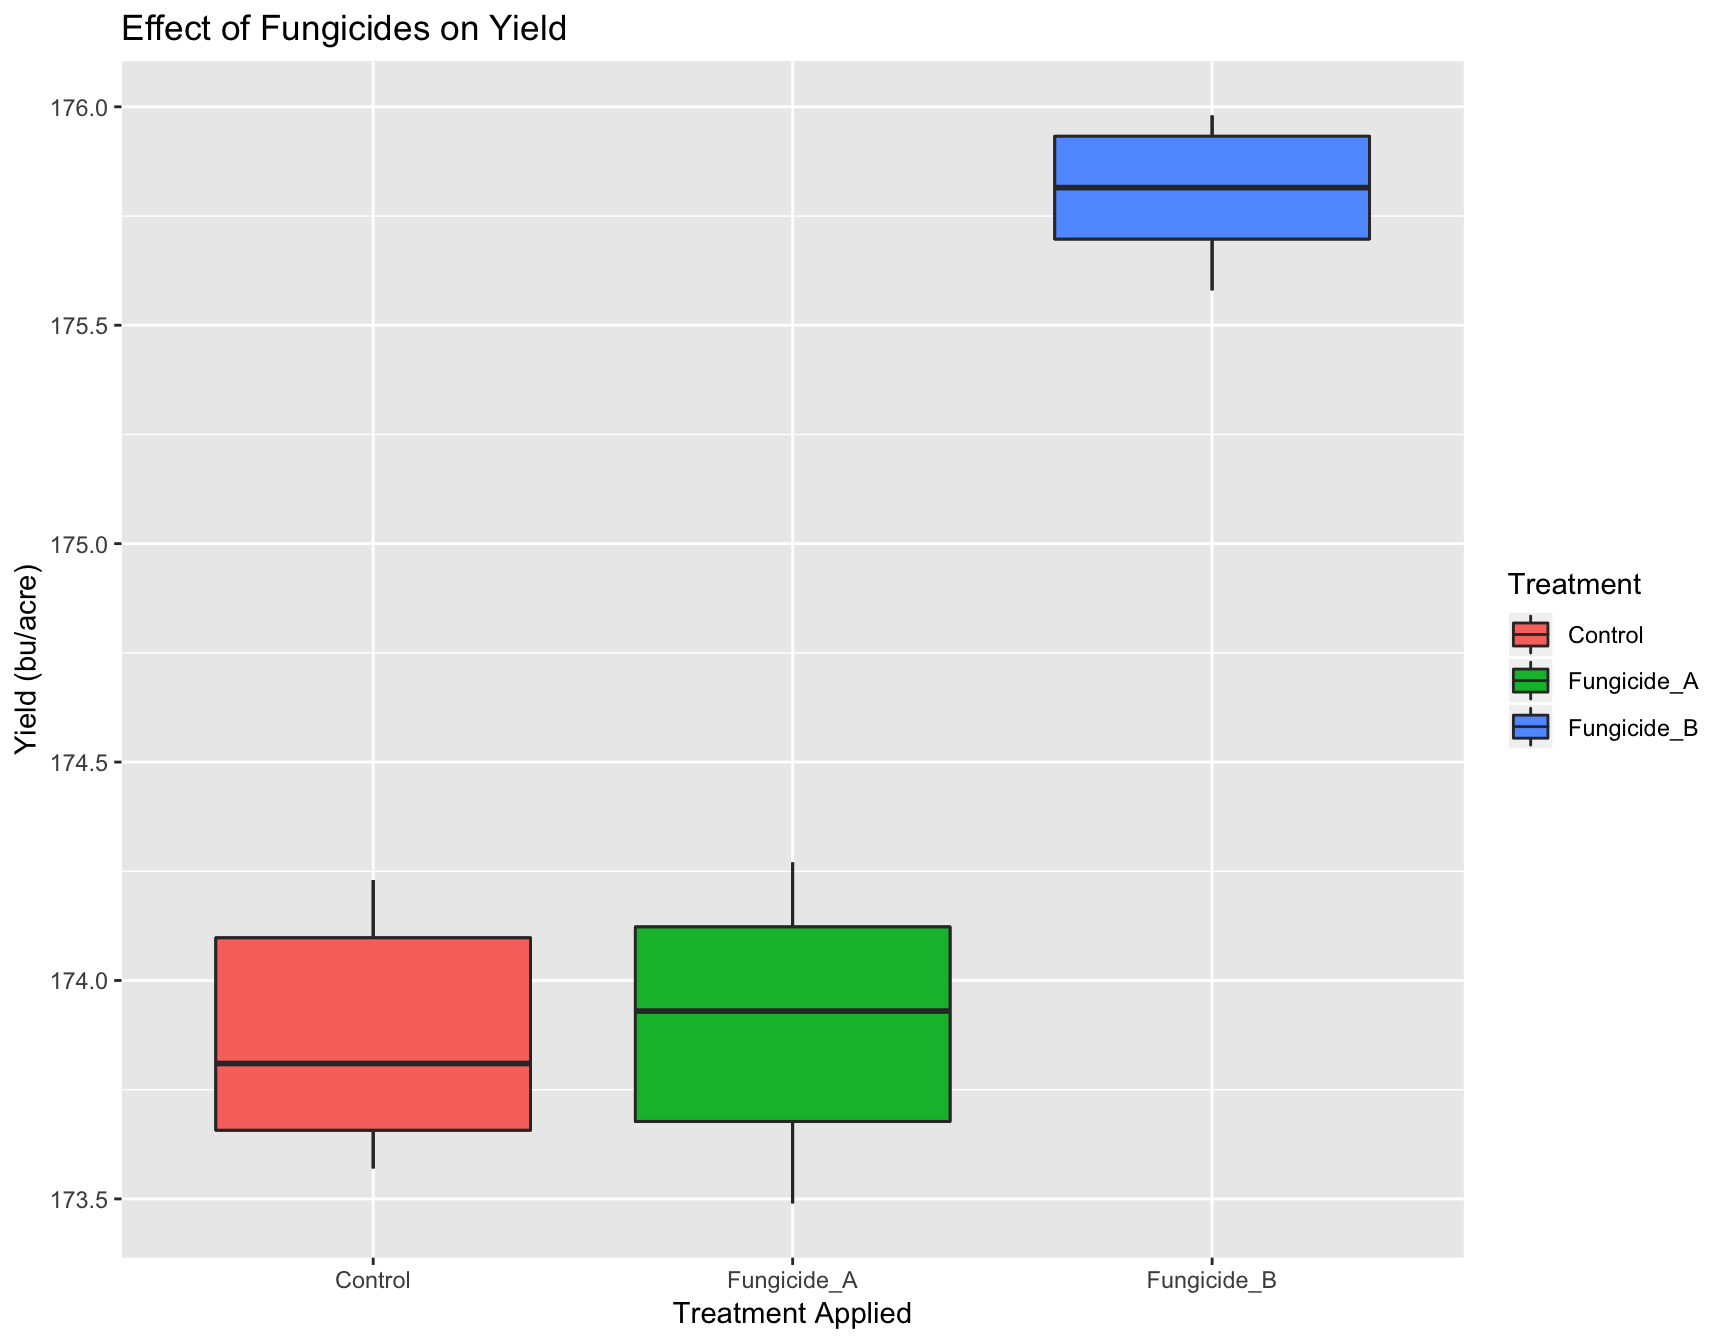 Effect of Fungicides on Yield
Yield (bu/acre)
176.0
175.5
175.0
174.5
174.0
173.5
Control
Fungicide_A
Fungicide_B
Treatment Applied
Treatment
Control
Fungicide_A
Fungicide_B